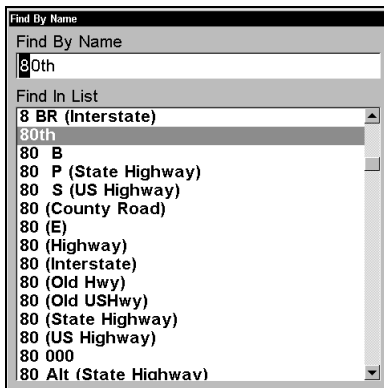 Find By Name
Find By Name
80th
Find In List
8 BR (Interstate)
80th
80 B
80 P (State Highway)
80 S (US Highway)
80 (County Road)
80 (E)
80 (Highway)
80 (Interstate)
80 (Old Hwy)
80 (Old USHwy)
80 (State Highway)
80 (US Highway)
80 000
80 Alt (State Highway)